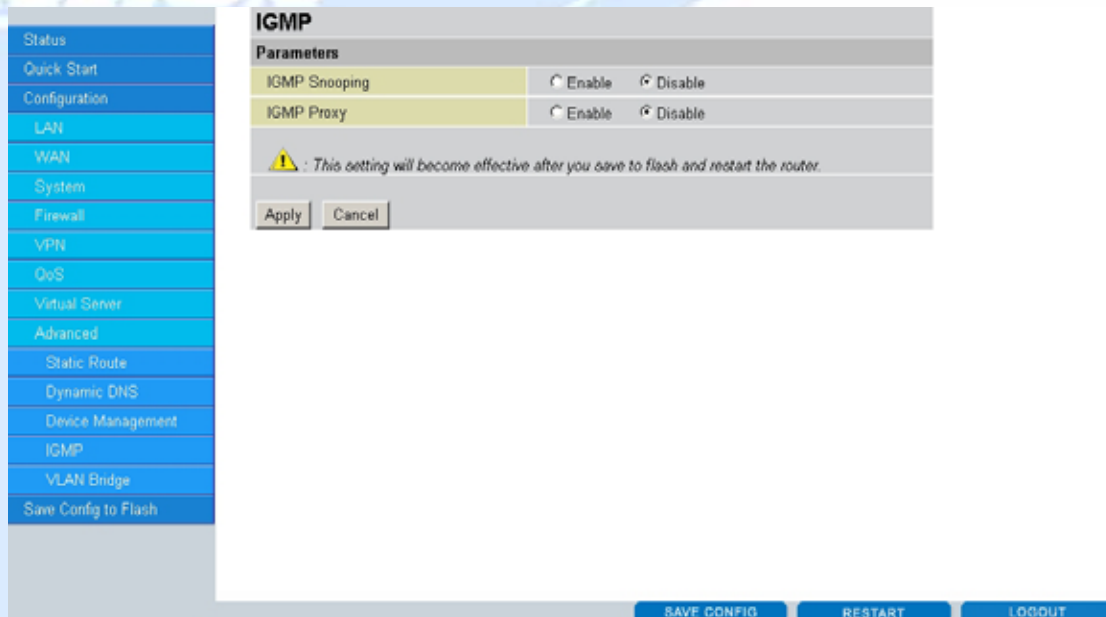 Status
Quick Start
Configuration
LAN
WAN
System
Firewall
VPN
QoS
Virtual Server
Advanced
Static Route
Dynamic DNS
Device Management
IGMP
VLAN Bridge
Save Config to Flash
IGMP
Parameters
IGMP Snooping Enable Disable
IGMP Proxy Enable Disable
: This setting will become effective after you save to flash and restart the router.
Apply Cancel
SAVE CONFIG RESTART LOGOUT